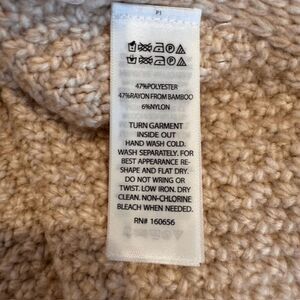 P1
47%POLYESTER
47%RAYON FROM BAMBOO
6%NYLON
TURN GARMENT
INSIDE OUT
HAND WASH COLD.
WASH SEPARATELY. FOR
BEST APPEARANCE RE-
SHAPE AND FLAT DRY.
DO NOT WRING OR
TWIST. LOW IRON. DRY
CLEAN. NON-CHLORINE
BLEACH WHEN NEEDED.
RN# 160656